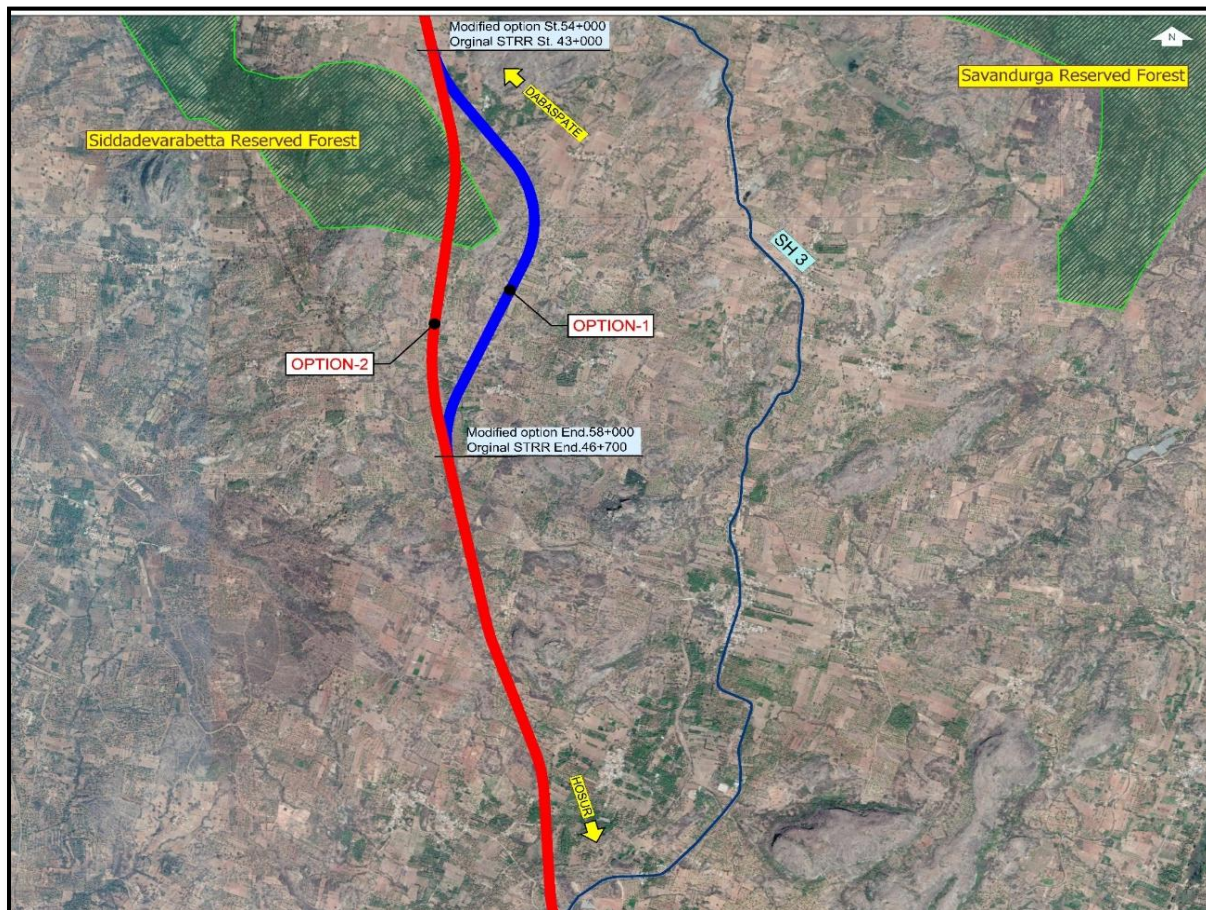 Modified option St.54+000
Orginal STRR St. 43+000
N
DABASPATE
Savandurga Reserved Forest
Siddadevarabetta Reserved Forest
SH 3
OPTION-1
OPTION-2
Modified option End.58+000
Orginal STRR End.46+700
HOSUR